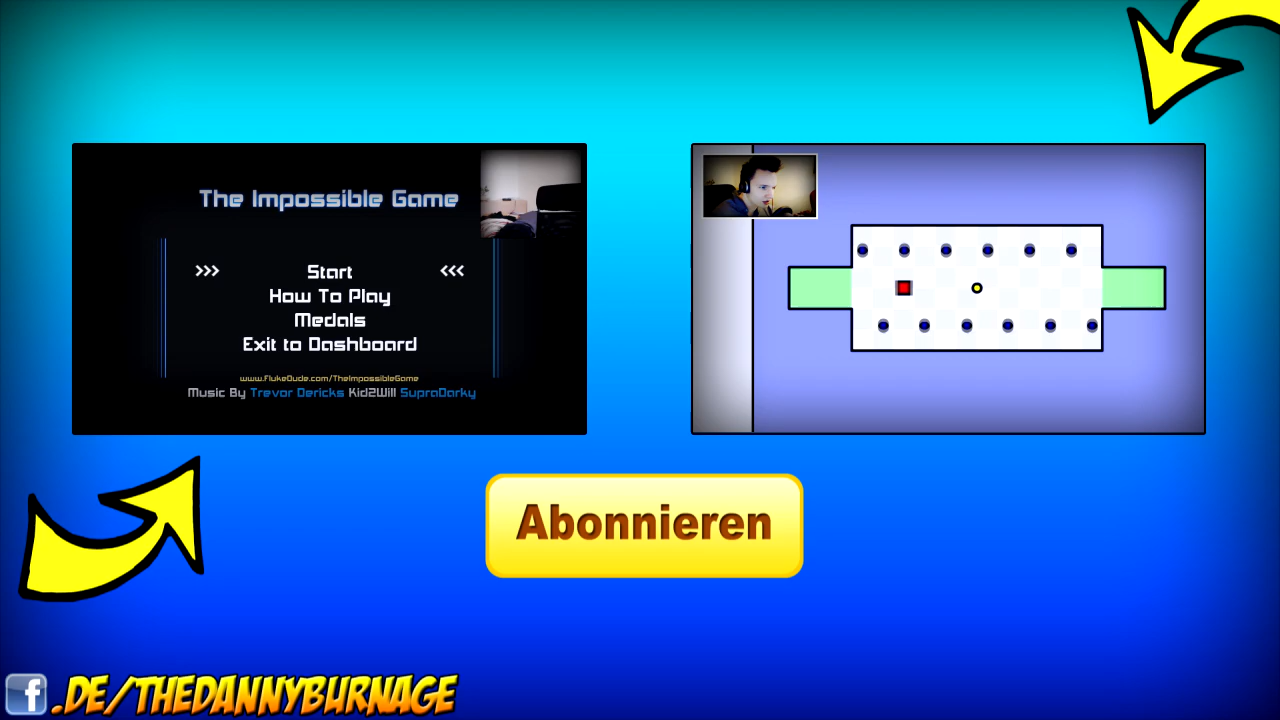 The Impossible Game
>>> Start <<<
How To Play
Medals
Exit to Dashboard
www.FlukeDude.com/TheImpossibleGame
Music By Trevor Dericks Kid2Will SupraDarky
Abonnieren
f .DE/THEDANNYBURNAGE